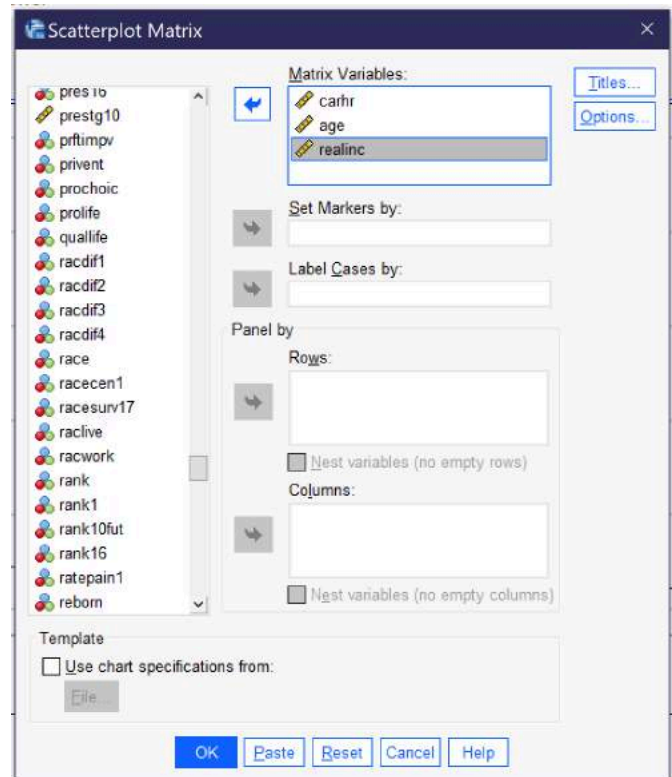 Scatterplot Matrix
pres16
prestg10
prftimpv
privent
prochoic
prolife
quallife
racdif1
racdif2
racdif3
racdif4
race
racecen1
racesurv17
raclive
racwork
rank
rank1
rank10fut
rank16
ratepain1
reborn
Matrix Variables:
carhr
age
realinc
Titles...
Options...
Set Markers by:
Label Cases by:
Panel by
Rows:
Nest variables (no empty rows)
Columns:
Nest variables (no empty columns)
Template
Use chart specifications from:
File...
OK Paste Reset Cancel Help